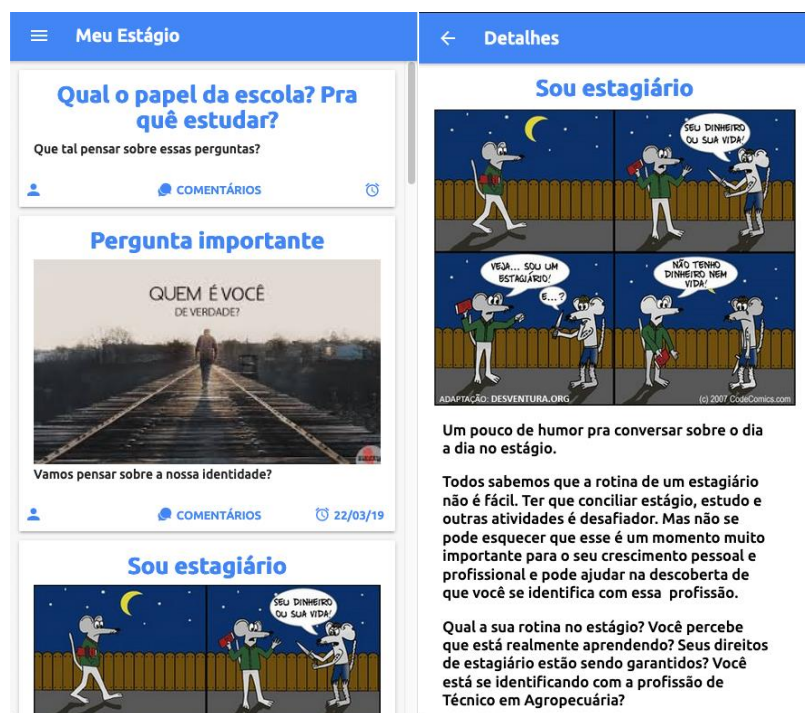 Meu Estágio
Qual o papel da escola? Pra
quê estudar?
Que tal pensar sobre essas perguntas?
COMENTÁRIOS
Pergunta importante
QUEM É VOCÊ
DE VERDADE?
Vamos pensar sobre a nossa identidade?
COMENTÁRIOS
22/03/19
Sou estagiário
SEU DINHEIRO
OU SUA VIDA!
Detalhes
Sou estagiário
SEU DINHEIRO
OU SUA VIDA!
VEJA... SOU UM
ESTAGIÁRIO!
E...?
NÃO TENHO
DINHEIRO NEM
VIDA!
ADAPTAÇÃO: DESVENTURA.ORG
(c) 2007 CodeComics.com
Um pouco de humor pra conversar sobre o dia
a dia no estágio.
Todos sabemos que a rotina de um estagiário
não é fácil. Ter que conciliar estágio, estudo e
outras atividades é desafiador. Mas não se
pode esquecer que esse é um momento muito
importante para o seu crescimento pessoal e
profissional e pode ajudar na descoberta de
que você se identifica com essa profissão.
Qual a sua rotina no estágio? Você percebe
que está realmente aprendendo? Seus direitos
de estagiário estão sendo garantidos? Você
está se identificando com a profissão de
Técnico em Agropecuária?